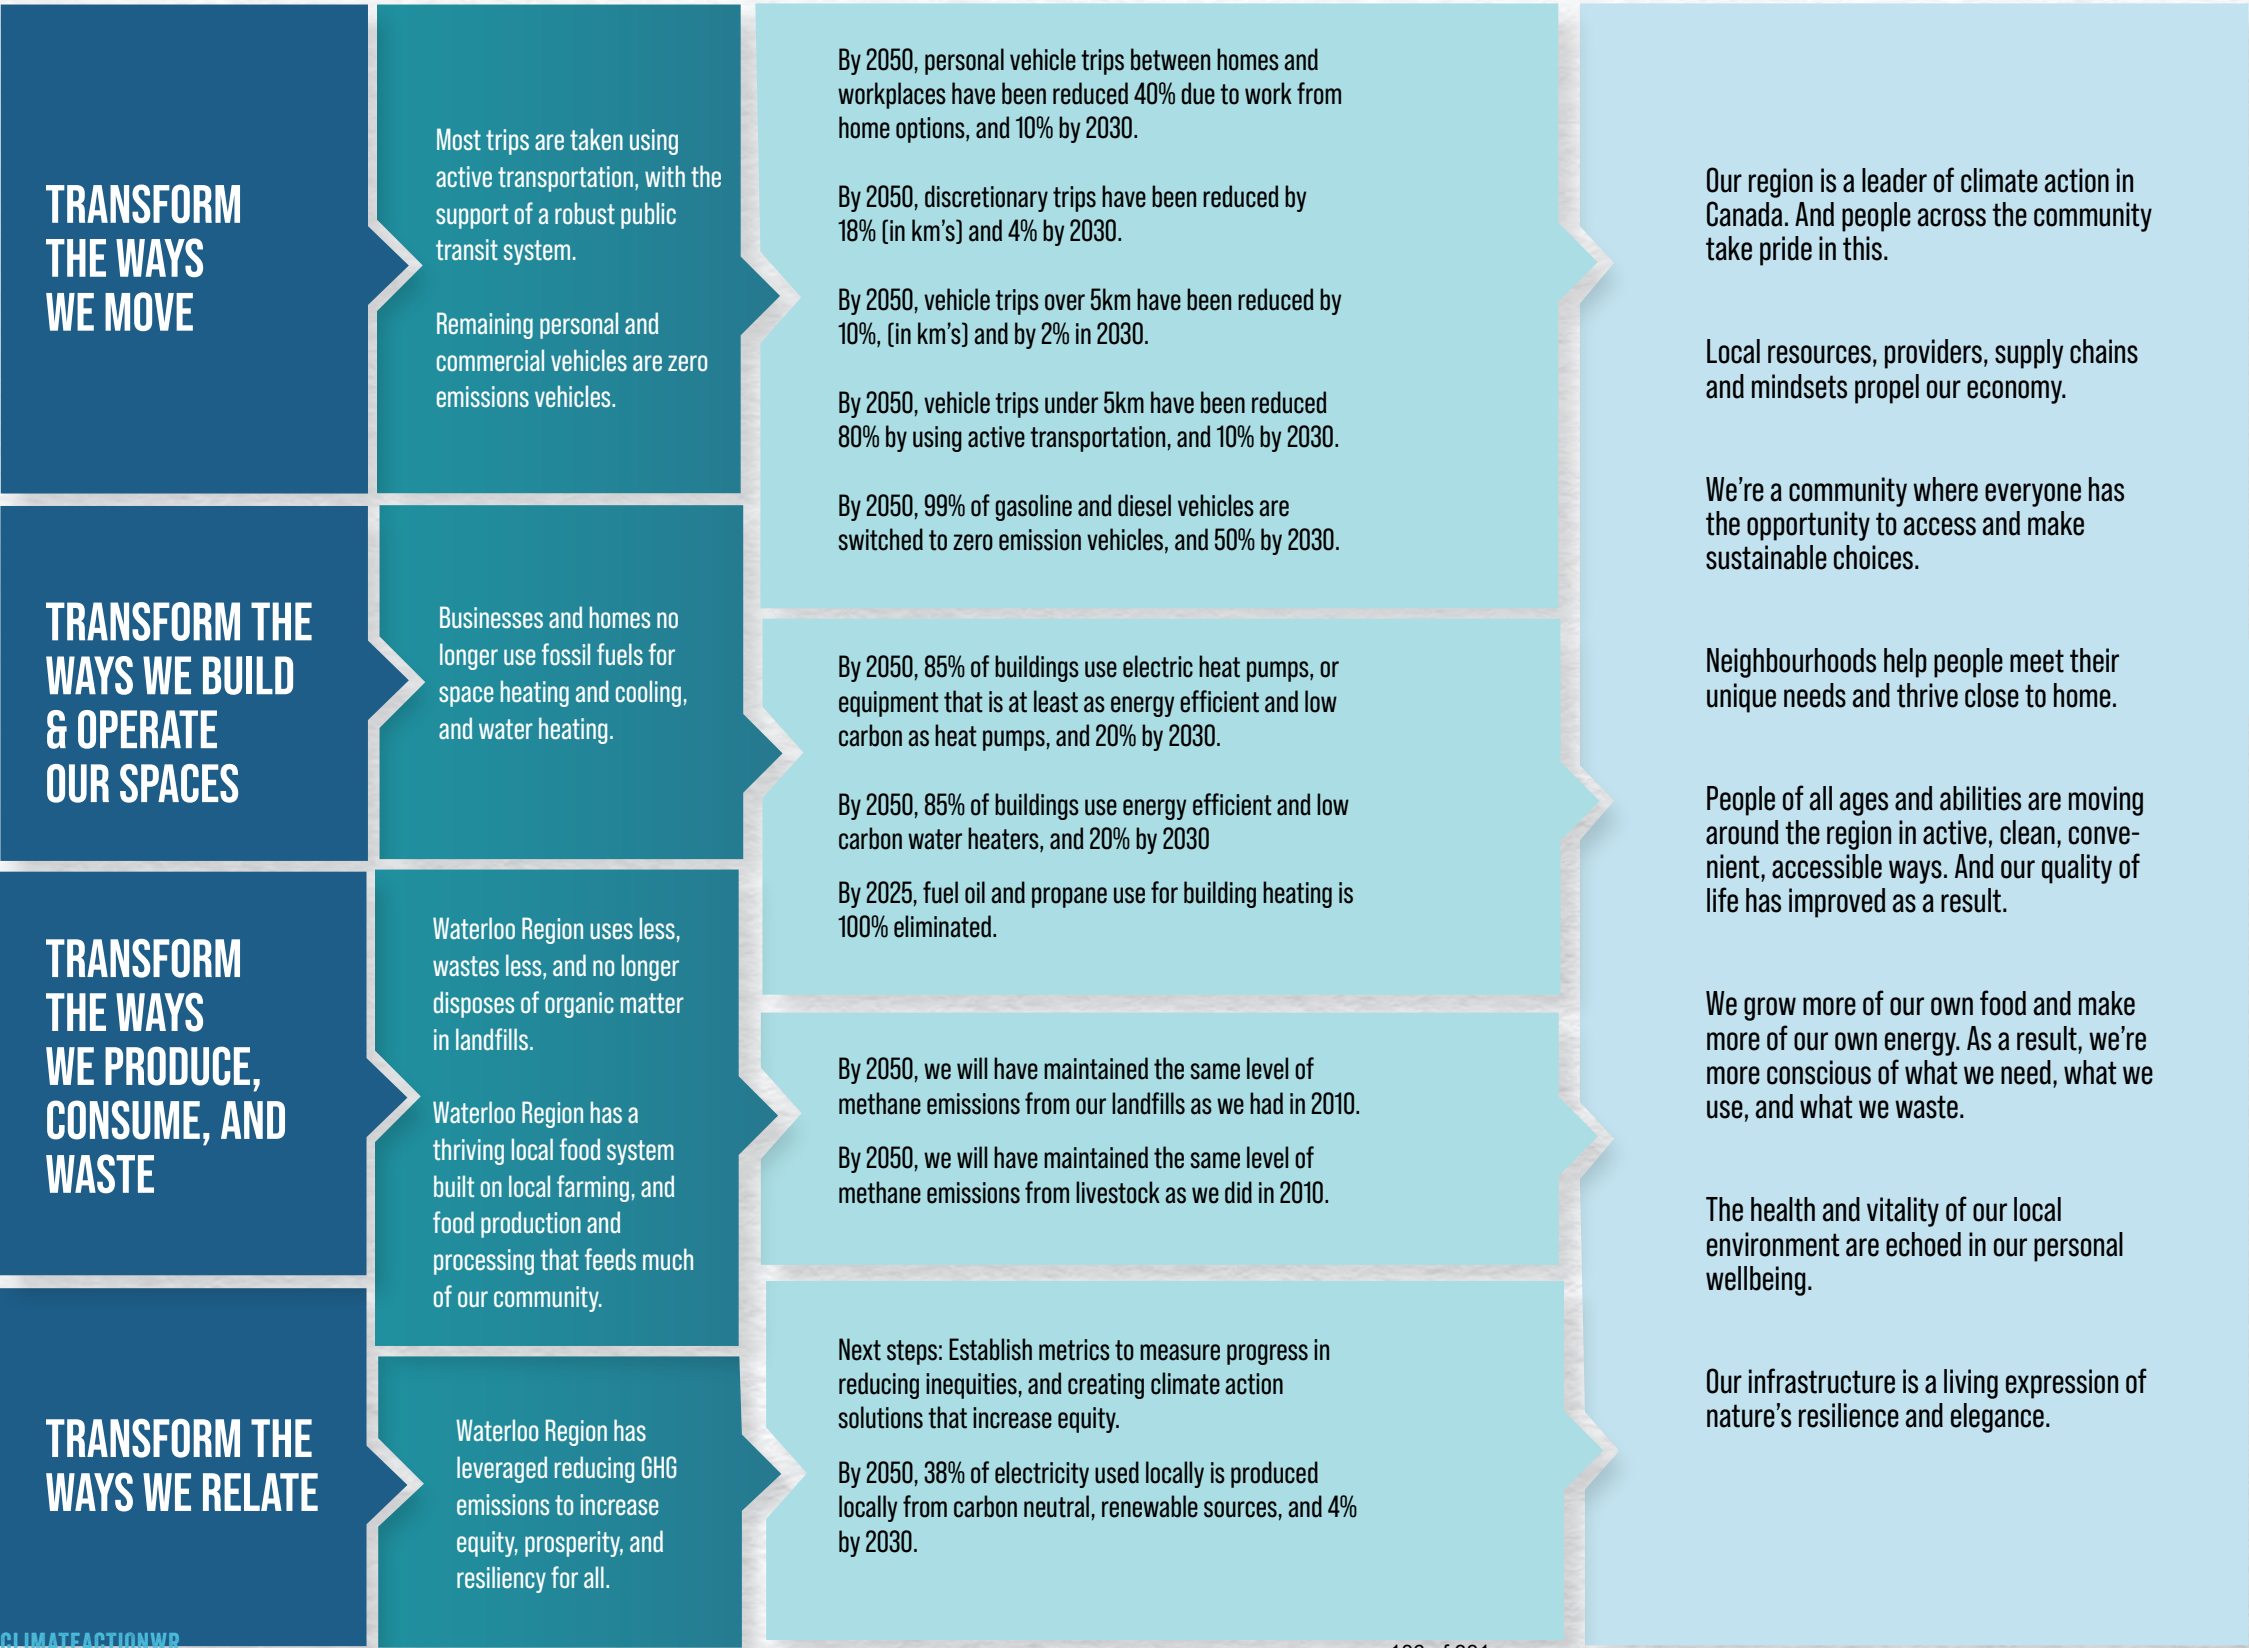 TRANSFORM
THE WAYS
WE MOVE
Most trips are taken using
active transportation, with the
support of a robust public
transit system.
Remaining personal and
commercial vehicles are zero
emissions vehicles.
By 2050, personal vehicle trips between homes and
workplaces have been reduced 40% due to work from
home options, and 10% by 2030.
By 2050, discretionary trips have been reduced by
18% (in km's) and 4% by 2030.
By 2050, vehicle trips over 5km have been reduced by
10%, (in km's) and by 2% in 2030.
By 2050, vehicle trips under 5km have been reduced
80% by using active transportation, and 10% by 2030.
By 2050, 99% of gasoline and diesel vehicles are
switched to zero emission vehicles, and 50% by 2030.
TRANSFORM THE
WAYS WE BUILD
& OPERATE
OUR SPACES
Businesses and homes no
longer use fossil fuels for
space heating and cooling,
and water heating.
By 2050, 85% of buildings use electric heat pumps, or
equipment that is at least as energy efficient and low
carbon as heat pumps, and 20% by 2030.
By 2050, 85% of buildings use energy efficient and low
carbon water heaters, and 20% by 2030
By 2025, fuel oil and propane use for building heating is
100% eliminated.
TRANSFORM
THE WAYS
WE PRODUCE,
CONSUME, AND
WASTE
Waterloo Region uses less,
wastes less, and no longer
disposes of organic matter
in landfills.
Waterloo Region has a
thriving local food system
built on local farming, and
food production and
processing that feeds much
of our community.
By 2050, we will have maintained the same level of
methane emissions from our landfills as we had in 2010.
By 2050, we will have maintained the same level of
methane emissions from livestock as we did in 2010.
TRANSFORM THE
WAYS WE RELATE
Waterloo Region has
leveraged reducing GHG
emissions to increase
equity, prosperity, and
resiliency for all.
Next steps: Establish metrics to measure progress in
reducing inequities, and creating climate action
solutions that increase equity.
By 2050, 38% of electricity used locally is produced
locally from carbon neutral, renewable sources, and 4%
by 2030.
Our region is a leader of climate action in
Canada. And people across the community
take pride in this.
Local resources, providers, supply chains
and mindsets propel our economy.
We're a community where everyone has
the opportunity to access and make
sustainable choices.
Neighbourhoods help people meet their
unique needs and thrive close to home.
People of all ages and abilities are moving
around the region in active, clean, conve-
nient, accessible ways. And our quality of
life has improved as a result.
We grow more of our own food and make
more of our own energy. As a result, we're
more conscious of what we need, what we
use, and what we waste.
The health and vitality of our local
environment are echoed in our personal
wellbeing.
Our infrastructure is a living expression of
nature's resilience and elegance.
CLIMATEACTIONWR